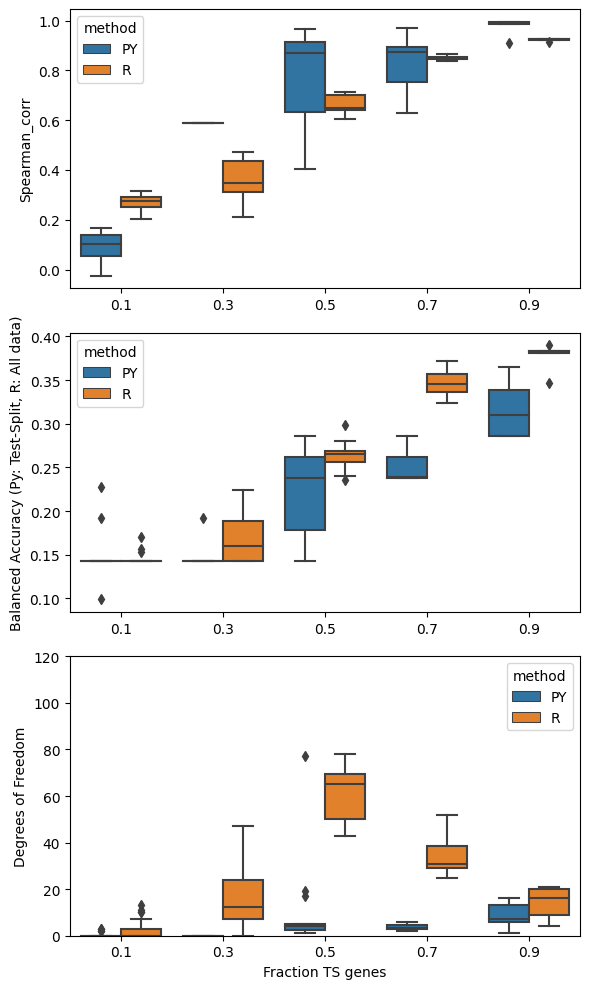 Spearman_corr
1.0
0.8
0.6
0.4
0.2
0.0
method
PY
R
0.1 0.3 0.5 0.7 0.9
Balanced Accuracy (Py: Test-Split, R: All data)
0.40
0.35
0.30
0.25
0.20
0.15
0.10
method
PY
R
0.1 0.3 0.5 0.7 0.9
Degrees of Freedom
120
100
80
60
40
20
0
method
PY
R
0.1 0.3 0.5 0.7 0.9
Fraction TS genes